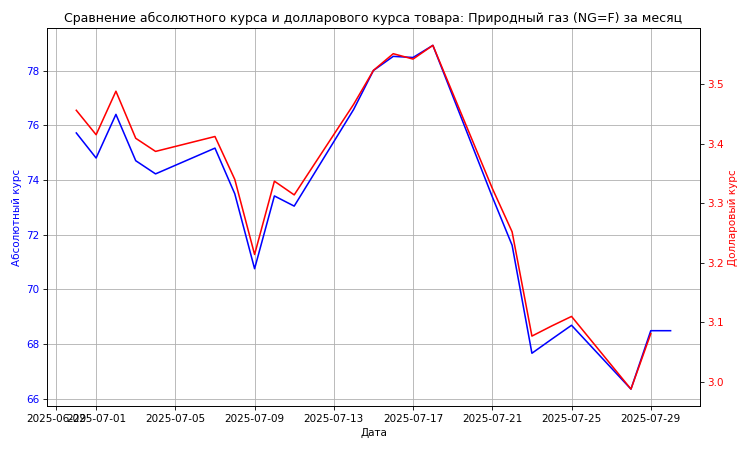 Сравнение абсолютного курса и долларового курса товара: Природный газ (NG=F) за месяц
Абсолютный курс
78
76
74
72
70
68
66
3.5
3.4
3.3
3.2
3.1
3.0
Долларовый курс
2025-06-29 2025-07-01 2025-07-05 2025-07-09 2025-07-13 2025-07-17 2025-07-21 2025-07-25 2025-07-29
Дата